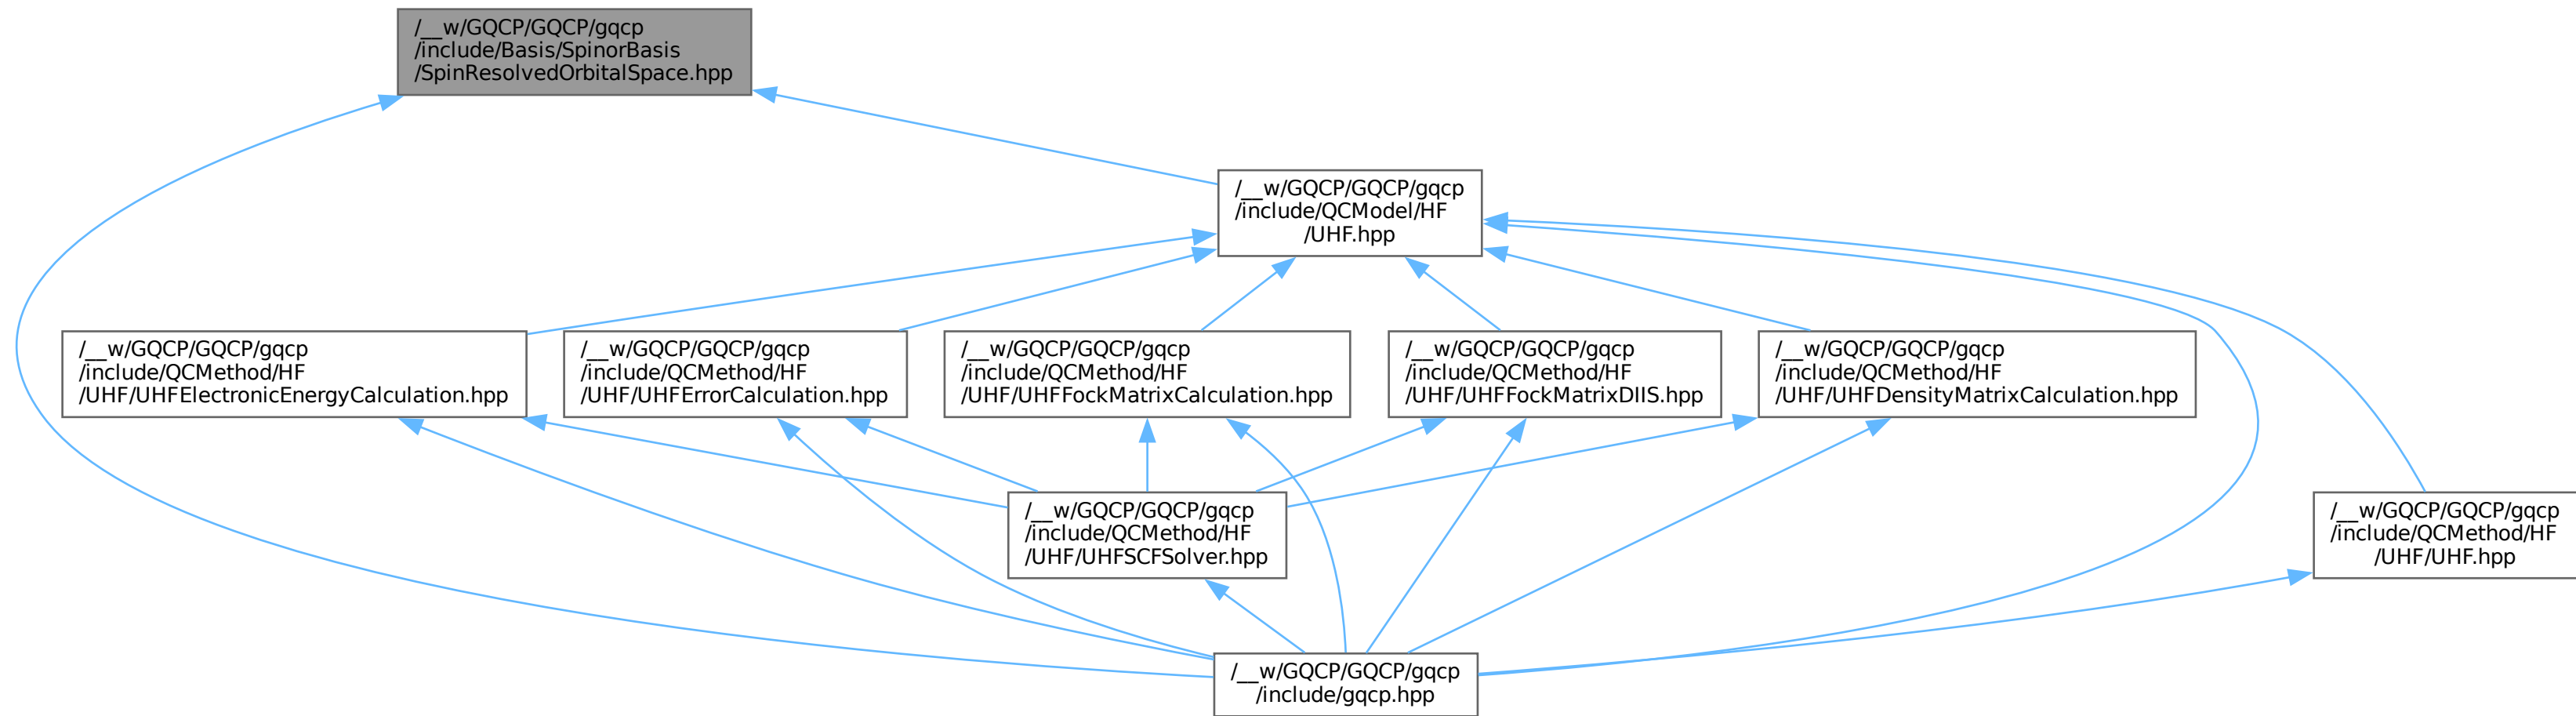 /__w/GQCP/GQCP/gqcp
/include/Basis/SpinorBasis
/SpinResolvedOrbitalSpace.hpp
/__w/GQCP/GQCP/gqcp
/include/QCModel/HF
/UHF.hpp
/__w/GQCP/GQCP/gqcp
/include/QCMethod/HF
/UHF/UHFElectronicEnergyCalculation.hpp
/__w/GQCP/GQCP/gqcp
/include/QCMethod/HF
/UHF/UHFErrorCalculation.hpp
/__w/GQCP/GQCP/gqcp
/include/QCMethod/HF
/UHF/UHFFockMatrixCalculation.hpp
/__w/GQCP/GQCP/gqcp
/include/QCMethod/HF
/UHF/UHFFockMatrixDIIS.hpp
/__w/GQCP/GQCP/gqcp
/include/QCMethod/HF
/UHF/UHFDensityMatrixCalculation.hpp
/__w/GQCP/GQCP/gqcp
/include/QCMethod/HF
/UHF/UHFSCFSolver.hpp
/__w/GQCP/GQCP/gqcp
/include/QCMethod/HF
/UHF/UHF.hpp
/__w/GQCP/GQCP/gqcp
/include/gqcp.hpp